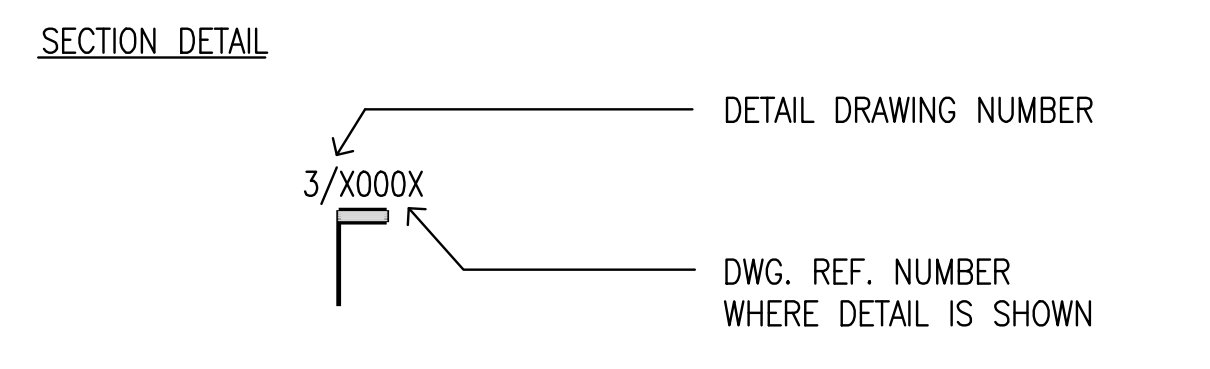 SECTION DETAIL
DETAIL DRAWING NUMBER
3/X000X
DWG. REF. NUMBER
WHERE DETAIL IS SHOWN